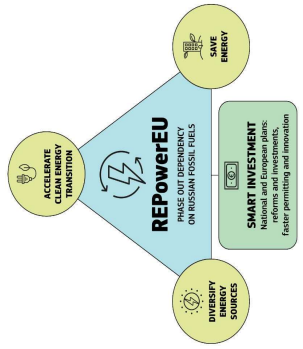 ACCELERATE
CLEAN ENERGY
TRANSITION
REPowerEU
PHASE OUT DEPENDENCY
ON RUSSIAN FOSSIL FUELS
DIVERSIFY
ENERGY
SOURCES
SAVE
ENERGY
SMART INVESTMENT
National and European plans:
reforms and investments,
faster permitting and innovation